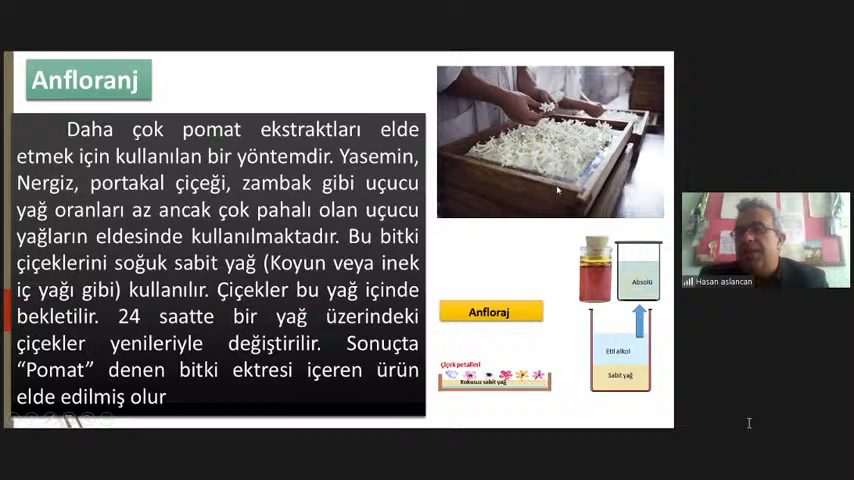 Anfloranj
Daha çok pomat ekstraktları elde
etmek için kullanılan bir yöntemdir. Yasemin,
Nergiz, portakal çiçeği, zambak gibi uçucu
yağ oranları az ancak çok pahalı olan uçucu
yağların eldesinde kullanılmaktadır. Bu bitki
çiçeklerini soğuk sabit yağ (Koyun veya inek
iç yağı gibi) kullanılır. Çiçekler bu yağ içinde
bekletilir. 24 saatte bir yağ üzerindeki
çiçekler yenileriyle değiştirilir. Sonuçta
“Pomat” denen bitki ektresi içeren ürün
elde edilmiş olur
Absolü
Anfloraj
Etil alkol
Sabit yağ
Çiçek petalleri
Kokusuz sabit yağ
Hasan aslancan